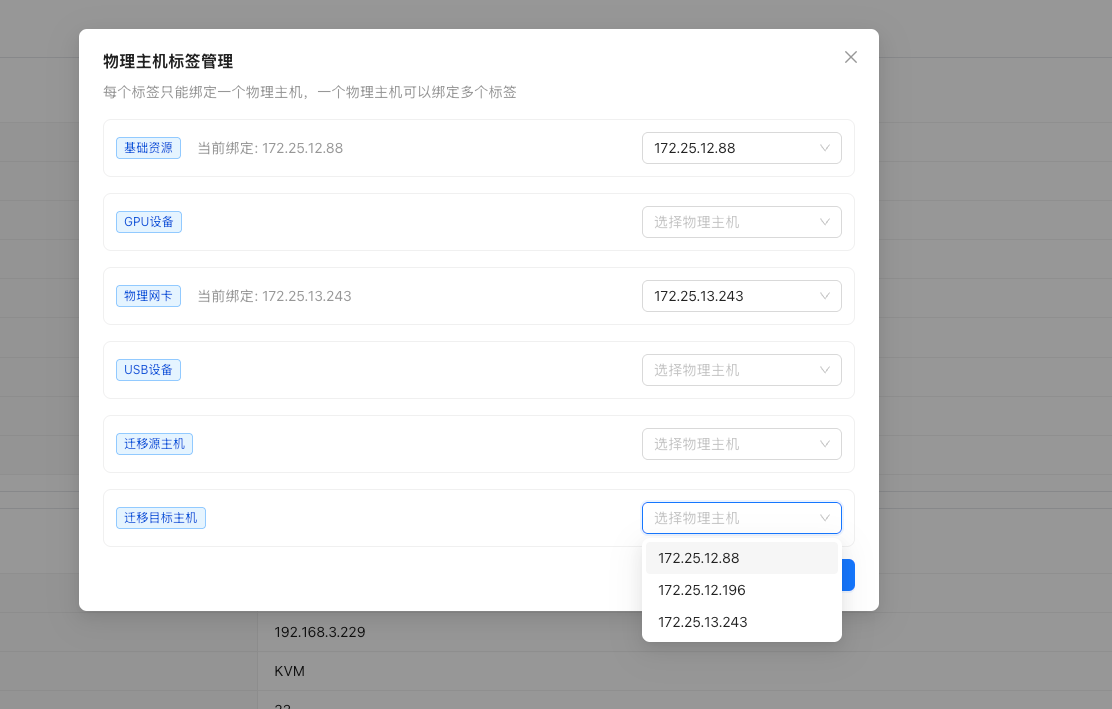 物理主机标签管理
每个标签只能绑定一个物理主机，一个物理主机可以绑定多个标签
基础资源 当前绑定: 172.25.12.88 172.25.12.88
GPU设备 选择物理主机
物理网卡 当前绑定: 172.25.13.243 172.25.13.243
USB设备 选择物理主机
迁移源主机 选择物理主机
迁移目标主机 选择物理主机
172.25.12.88
172.25.12.196
172.25.13.243
192.168.3.229
KVM